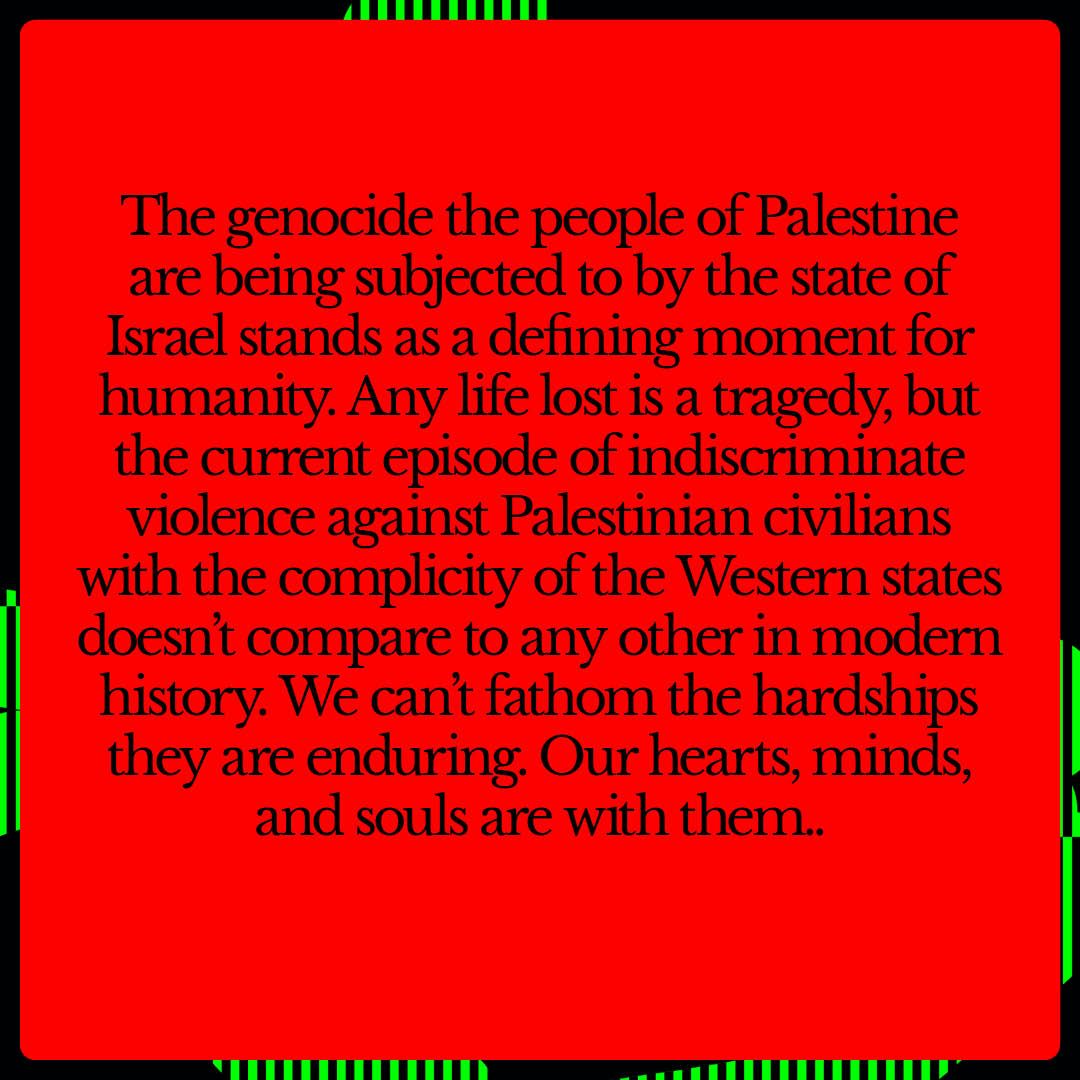 The genocide the people of Palestine
are being subjected to by the state of
Israel stands as a defining moment for
humanity. Any life lost is a tragedy, but
the current episode of indiscriminate
violence against Palestinian civilians
with the complicity of the Western states
doesn’t compare to any other in modern
history. We can’t fathom the hardships
they are enduring. Our hearts, minds,
and souls are with them..